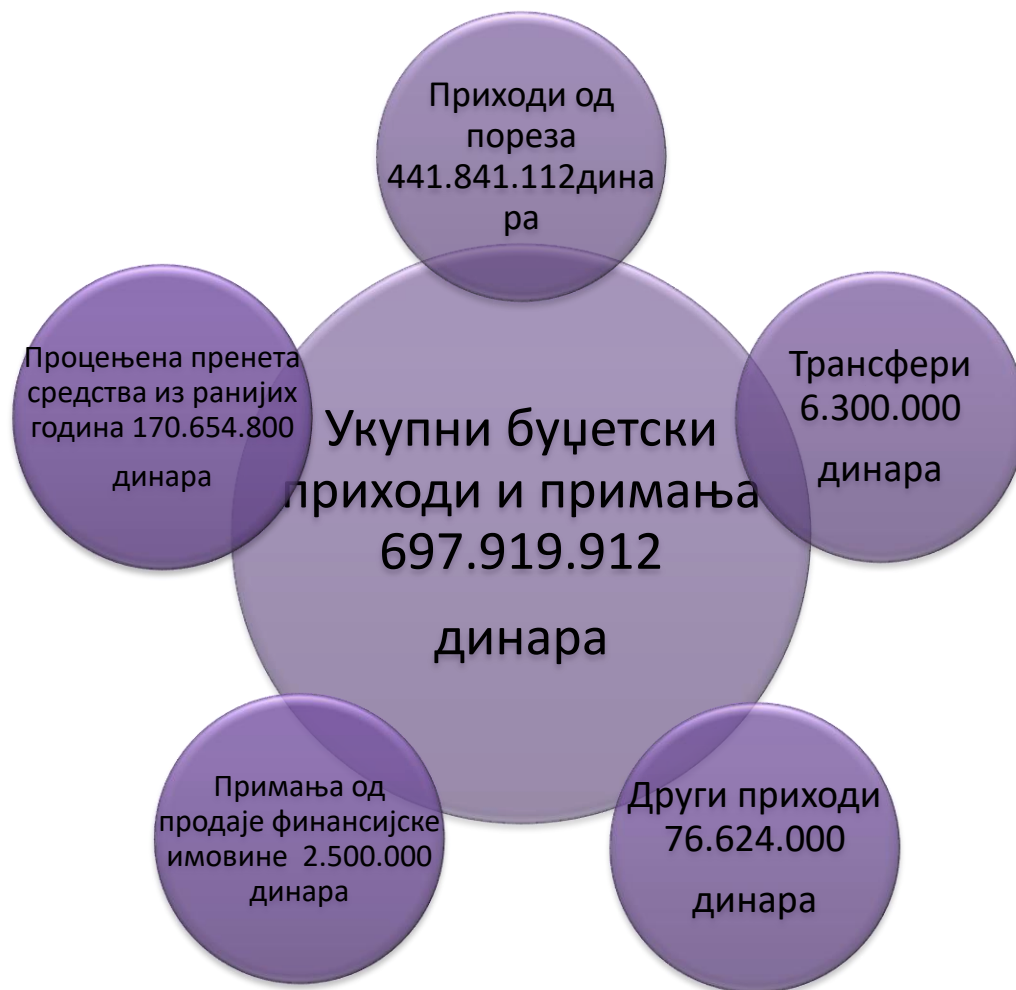 Приходи од
пореза
441.841.112дина
ра
Процењена пренета
средства из ранијих
година 170.654.800
динара
Трансфери
6.300.000
динара
Укупни буџетски
приходи и примања
697.919.912
динара
Примања од
продаје финансијске
имовине  2.500.000
динара
Други приходи
76.624.000
динара